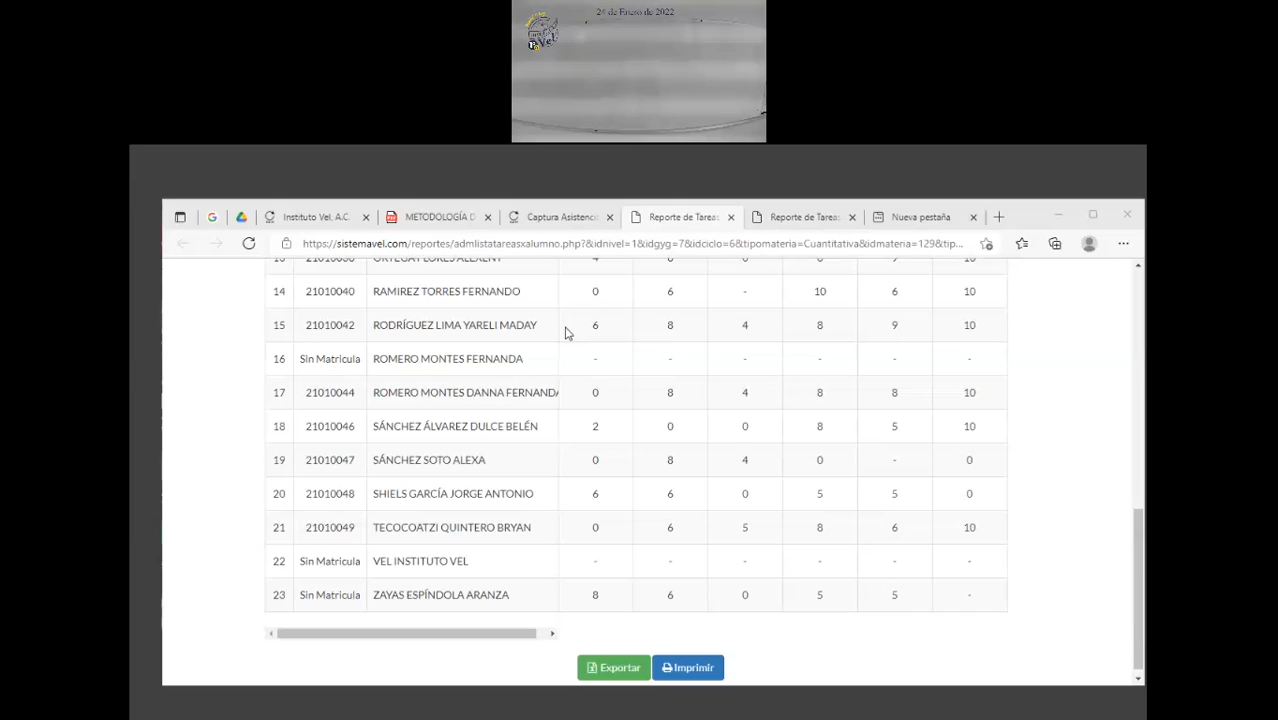 24 de Enero de 2022
Vel
Instituto Vel, A.C.
METODOLOGÍA D
Captura Asistenci
Reporte de Tareas
Reporte de Tareas
Nueva pestaña
https://sistemavel.com/reportes/admlistatareasxalumno.php?&idnivel=1&idgyg=7&idciclo=6&tipomateria=Cuantitativa&idmateria=129&tip...
14 21010040 RAMIREZ TORRES FERNANDO 0 6 - 10 6 10
15 21010042 RODRÍGUEZ LIMA YARELI MADAY 6 8 4 8 9 10
16 Sin Matricula ROMERO MONTES FERNANDA - - - - - -
17 21010044 ROMERO MONTES DANNA FERNANDA 0 8 4 8 8 10
18 21010046 SÁNCHEZ ÁLVAREZ DULCE BELÉN 2 0 0 8 5 10
19 21010047 SÁNCHEZ SOTO ALEXA 0 8 4 0 - 0
20 21010048 SHIELS GARCÍA JORGE ANTONIO 6 6 0 5 5 0
21 21010049 TECOCOATZI QUINTERO BRYAN 0 6 5 8 6 10
22 Sin Matricula VEL INSTITUTO VEL - - - - - -
23 Sin Matricula ZAYAS ESPÍNDOLA ARANZA 8 6 0 5 5 -
Exportar
Imprimir